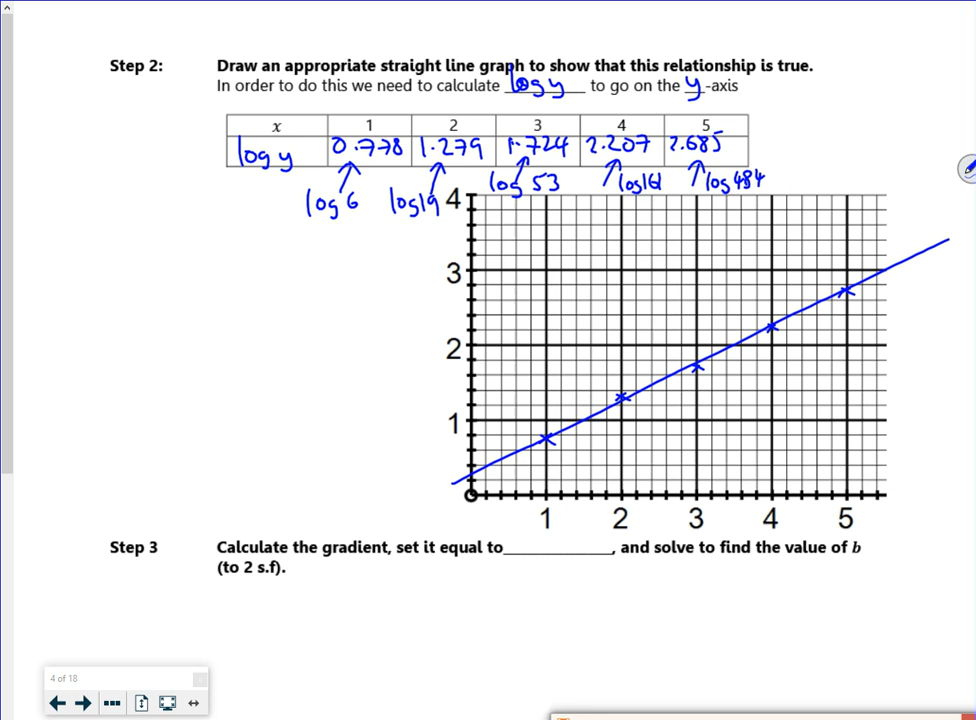 Step 2: Draw an appropriate straight line graph to show that this relationship is true.
In order to do this we need to calculate log y to go on the y-axis
x 1 2 3 4 5
log y 0.778 1.279 1.724 2.207 2.685
log 6 log 19 log 53 log 161 log 484
4
3
2
1
1 2 3 4 5
Step 3 Calculate the gradient, set it equal to____________, and solve to find the value of b
(to 2 s.f).
4 of 18